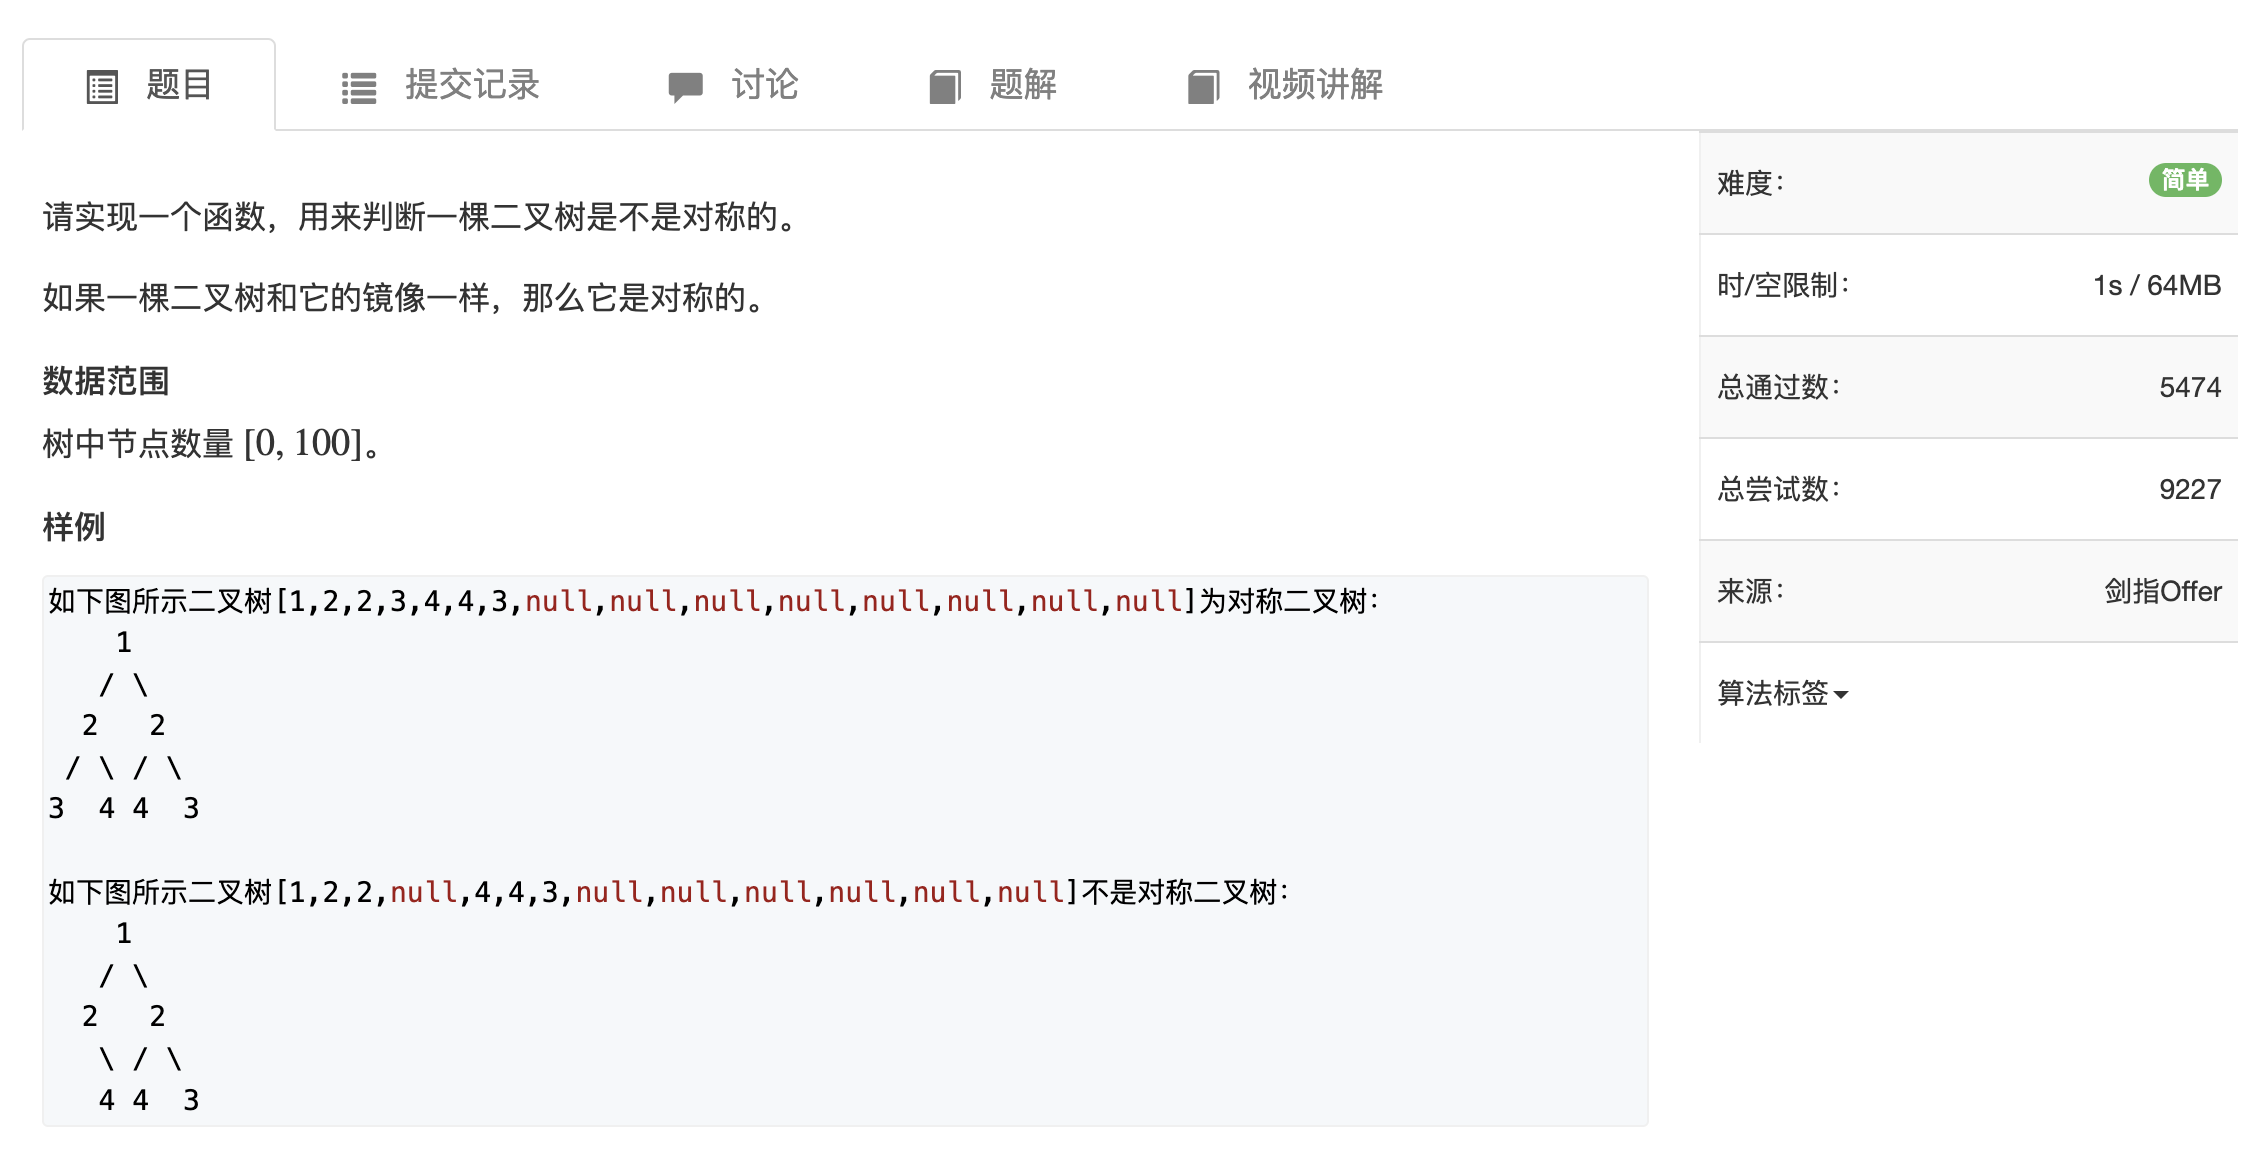 题目 提交记录 讨论 题解 视频讲解
请实现一个函数，用来判断一棵二叉树是不是对称的。
如果一棵二叉树和它的镜像一样，那么它是对称的。
数据范围
树中节点数量 [0, 100]。
样例
如下图所示二叉树[1,2,2,3,4,4,3,null,null,null,null,null,null,null,null]为对称二叉树：
    1
   / \
  2   2
 / \ / \
3  4 4  3
如下图所示二叉树[1,2,2,null,4,4,3,null,null,null,null,null,null]不是对称二叉树：
    1
   / \
  2   2
   \ / \
   4 4  3
难度： 简单
时/空限制： 1s / 64MB
总通过数： 5474
总尝试数： 9227
来源： 剑指Offer
算法标签